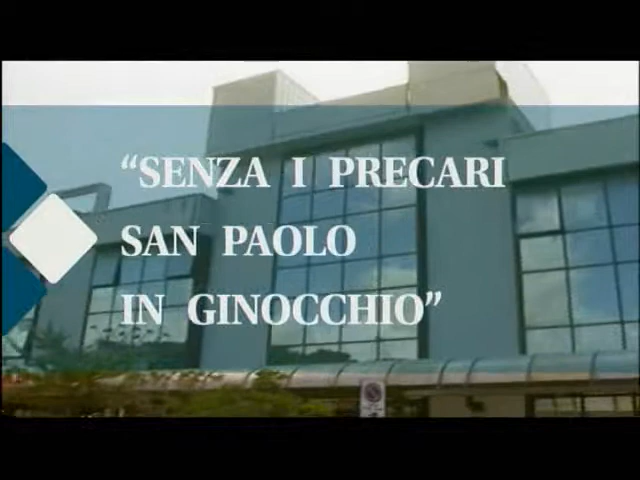 “SENZA I PRECARI
SAN PAOLO
IN GINOCCHIO”